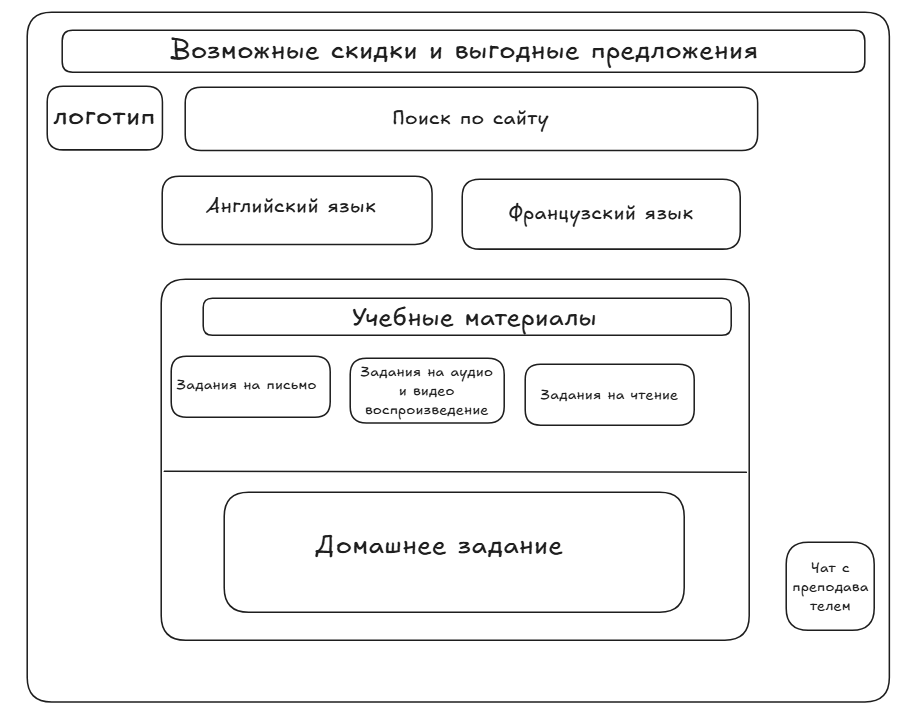 Возможные скидки и выгодные предложения
логотип
Поиск по сайту
Английский язык
Французский язык
Учебные материалы
Задания на письмо
Задания на аудио
и видео
воспроизведение
Задания на чтение
Домашнее задание
Чат с
преподава
телем